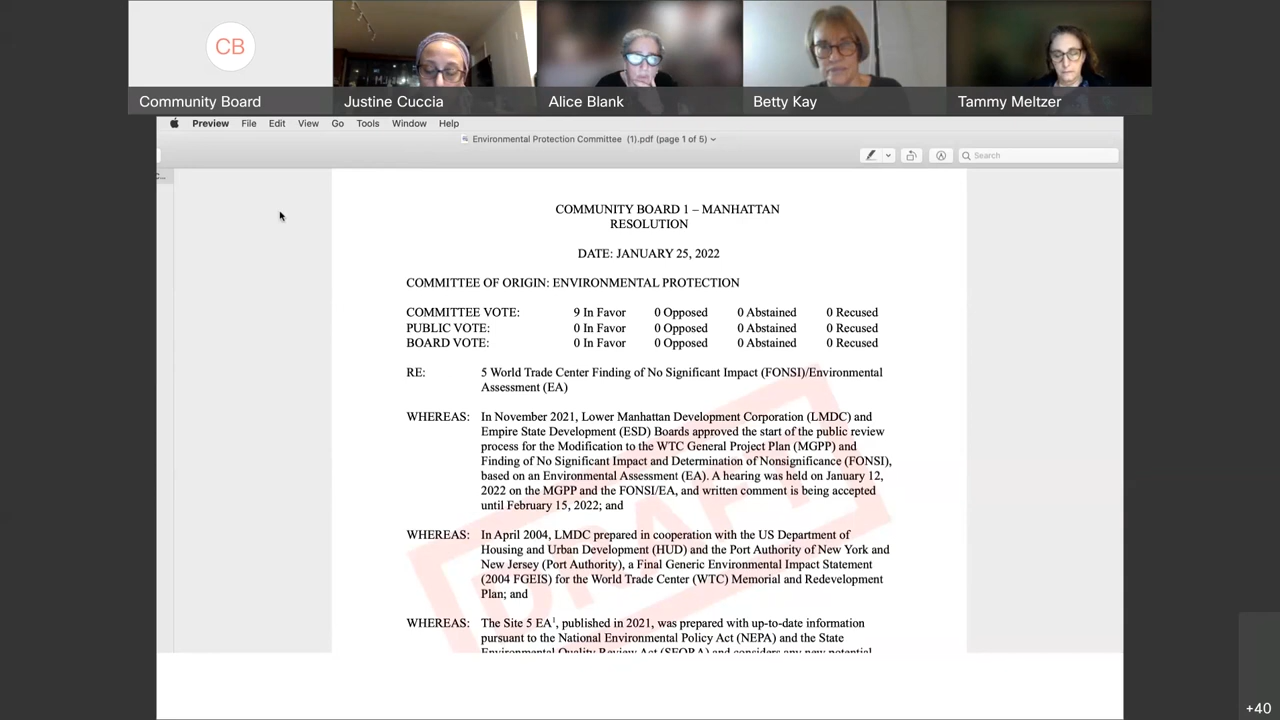 CB
Community Board
Justine Cuccia
Alice Blank
Betty Kay
Tammy Meltzer
Preview File Edit View Go Tools Window Help
Environmental Protection Committee (1).pdf (page 1 of 5)
Search
COMMUNITY BOARD 1 – MANHATTAN
RESOLUTION
DATE: JANUARY 25, 2022
COMMITTEE OF ORIGIN: ENVIRONMENTAL PROTECTION
COMMITTEE VOTE: 9 In Favor 0 Opposed 0 Abstained 0 Recused
PUBLIC VOTE: 0 In Favor 0 Opposed 0 Abstained 0 Recused
BOARD VOTE: 0 In Favor 0 Opposed 0 Abstained 0 Recused
RE: 5 World Trade Center Finding of No Significant Impact (FONSI)/Environmental
Assessment (EA)
WHEREAS: In November 2021, Lower Manhattan Development Corporation (LMDC) and
Empire State Development (ESD) Boards approved the start of the public review
process for the Modification to the WTC General Project Plan (MGPP) and
Finding of No Significant Impact and Determination of Nonsignificance (FONSI),
based on an Environmental Assessment (EA). A hearing was held on January 12,
2022 on the MGPP and the FONSI/EA, and written comment is being accepted
until February 15, 2022; and
WHEREAS: In April 2004, LMDC prepared in cooperation with the US Department of
Housing and Urban Development (HUD) and the Port Authority of New York and
New Jersey (Port Authority), a Final Generic Environmental Impact Statement
(2004 FGEIS) for the World Trade Center (WTC) Memorial and Redevelopment
Plan; and
WHEREAS: The Site 5 EA¹, published in 2021, was prepared with up-to-date information
pursuant to the National Environmental Policy Act (NEPA) and the State
Environmental Quality Review Act (SEQRA) and considers any new potential
DRAFT
+40